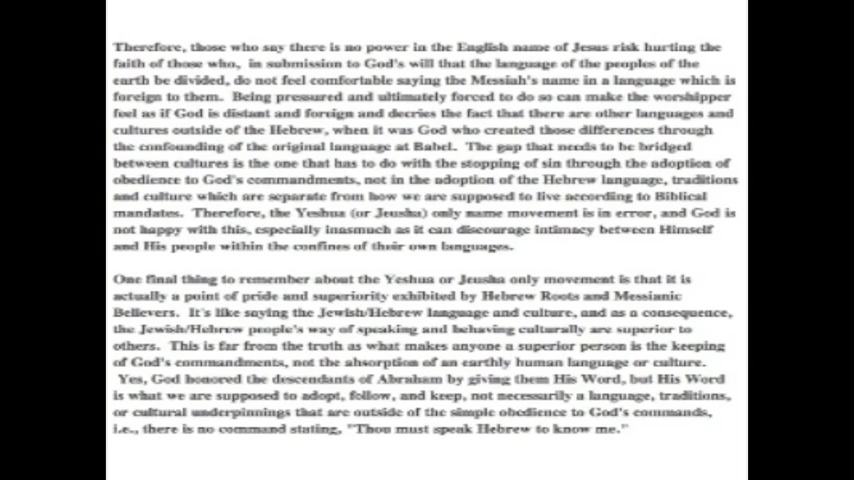 Therefore, those who say there is no power in the English name of Jesus risk hurting the
faith of those who, in submission to God's will that the language of the peoples of the
earth be divided, do not feel comfortable saying the Messiah's name in a language which is
foreign to them. Being pressured and ultimately forced to do so can make the worshipper
feel as if God is distant and foreign and decries the fact that there are other languages and
cultures outside of the Hebrew, when it was God who created those differences through
the confounding of the original language at Babel. The gap that needs to be bridged
between cultures is the one that has to do with the stopping of sin through the adoption of
obedience to God's commandments, not in the adoption of the Hebrew language, traditions
and culture which are separate from how we are supposed to live according to Biblical
mandates. Therefore, the Yeshua (or Jeusha) only name movement is in error, and God is
not happy with this, especially inasmuch as it can discourage intimacy between Himself
and His people within the confines of their own languages.
One final thing to remember about the Yeshua or Jeusha only movement is that it is
actually a point of pride and superiority exhibited by Hebrew Roots and Messianic
Believers. It's like saying the Jewish/Hebrew language and culture, and as a consequence,
the Jewish/Hebrew people's way of speaking and behaving culturally are superior to
others. This is far from the truth as what makes anyone a superior person is the keeping
of God's commandments, not the absorption of an earthly human language or culture.
Yes, God honored the descendants of Abraham by giving them His Word, but His Word
is what we are supposed to adopt, follow, and keep, not necessarily a language, traditions,
or cultural underpinnings that are outside of the simple obedience to God's commands,
i.e., there is no command stating, "Thou must speak Hebrew to know me."